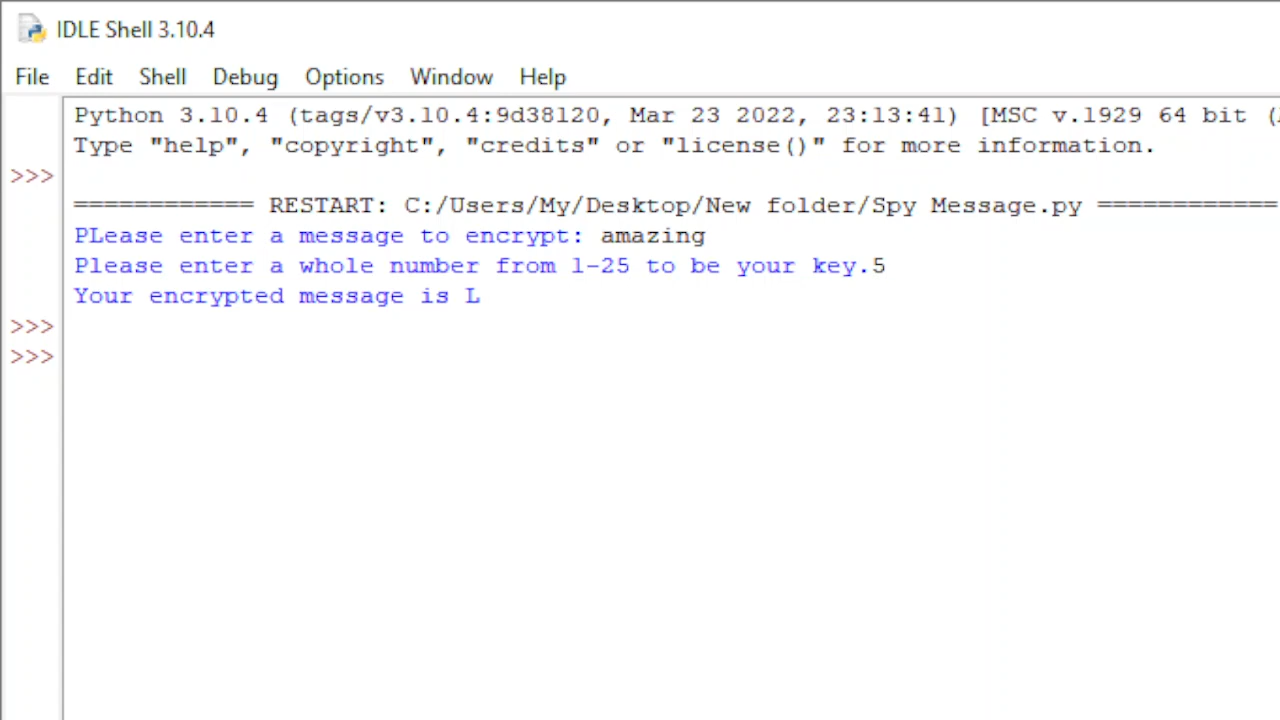 IDLE Shell 3.10.4
File Edit Shell Debug Options Window Help
Python 3.10.4 (tags/v3.10.4:9d38120, Mar 23 2022, 23:13:41) [MSC v.1929 64 bit (
Type "help", "copyright", "credits" or "license()" for more information.
>>>
============ RESTART: C:/Users/My/Desktop/New folder/Spy Message.py ============
PLease enter a message to encrypt: amazing
Please enter a whole number from 1-25 to be your key.5
Your encrypted message is L
>>>
>>>